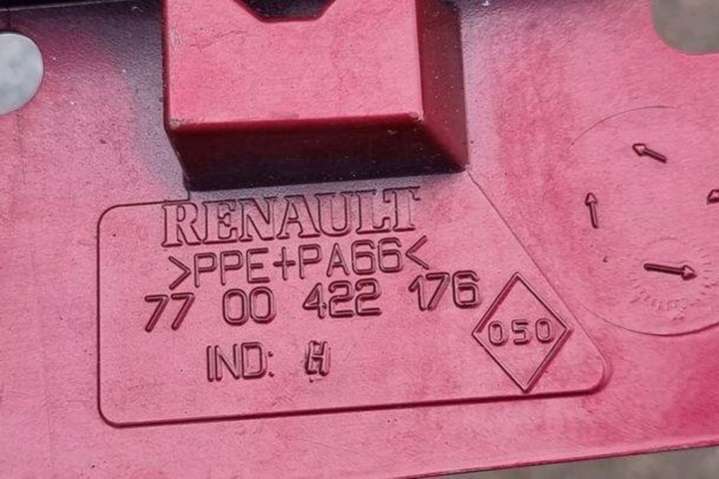 RENAULT
>PPE+PA66<
77 00 422 176
050
IND: H